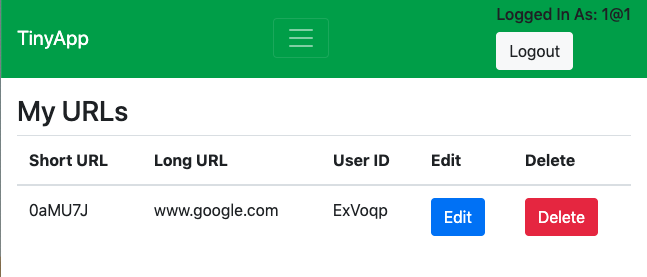 TinyApp
Logged In As: 1@1
Logout
My URLs
Short URL Long URL User ID Edit Delete
0aMU7J www.google.com ExVoqp Edit Delete